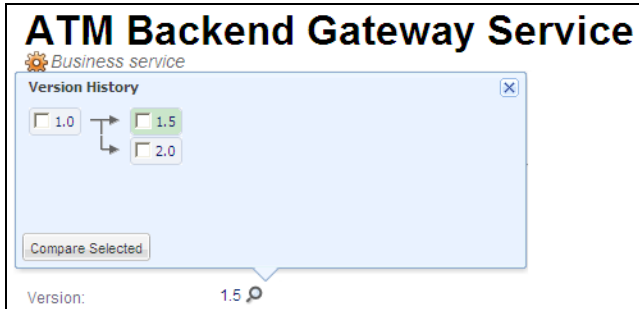 ATM Backend Gateway Service
Business service
Version History
1.0 1.5
2.0
Compare Selected
Version: 1.5